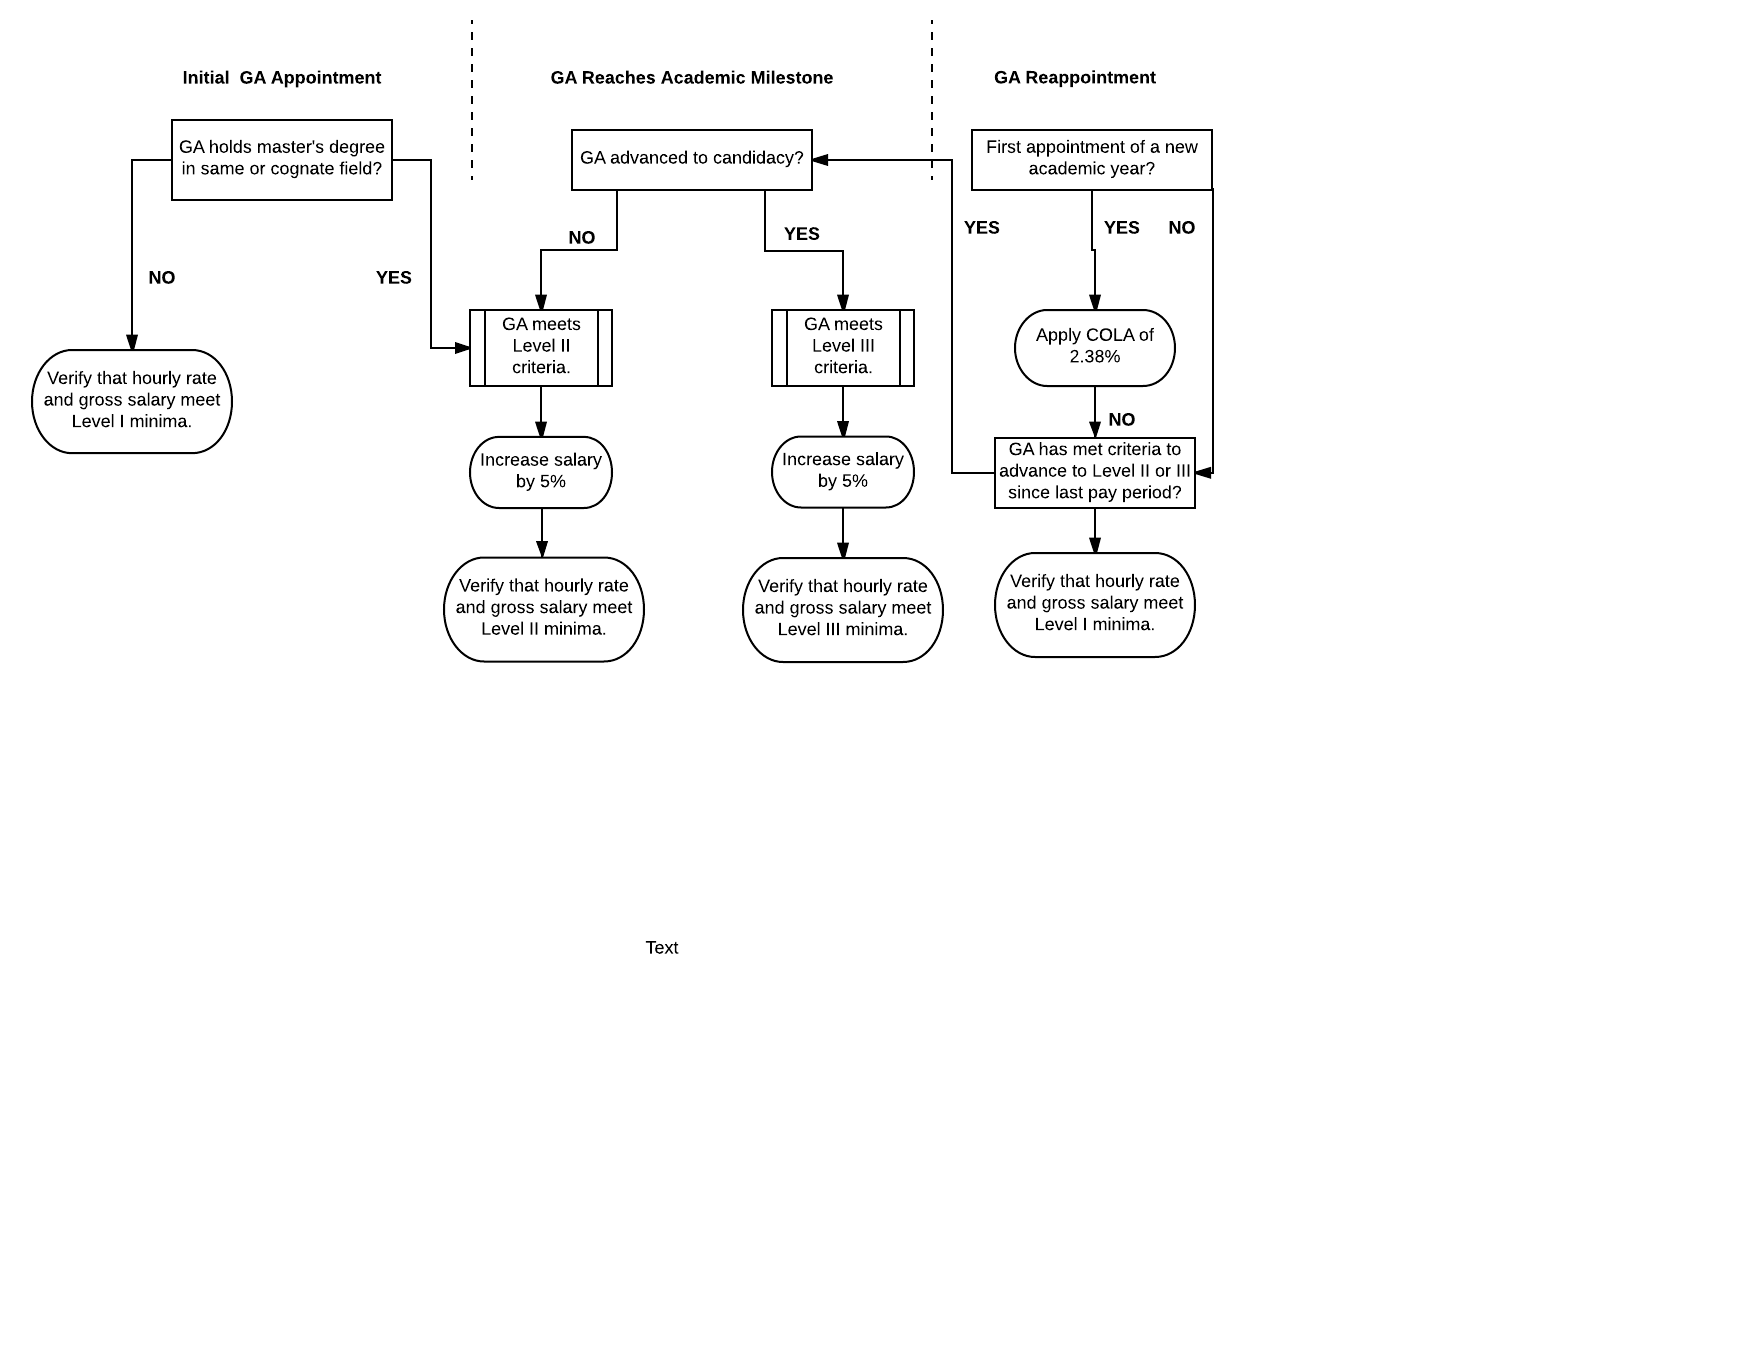 Initial  GA Appointment
GA Reaches Academic Milestone
GA Reappointment
GA holds master's degree
in same or cognate field?
NO
YES
Verify that hourly rate
and gross salary meet
Level I minima.
GA advanced to candidacy?
NO
YES
GA meets
Level II
criteria.
Increase salary
by 5%
Verify that hourly rate
and gross salary meet
Level II minima.
GA meets
Level III
criteria.
Increase salary
by 5%
Verify that hourly rate
and gross salary meet
Level III minima.
First appointment of a new
academic year?
YES
YES
NO
Apply COLA of
2.38%
NO
GA has met criteria to
advance to Level II or III
since last pay period?
Verify that hourly rate
and gross salary meet
Level I minima.
Text